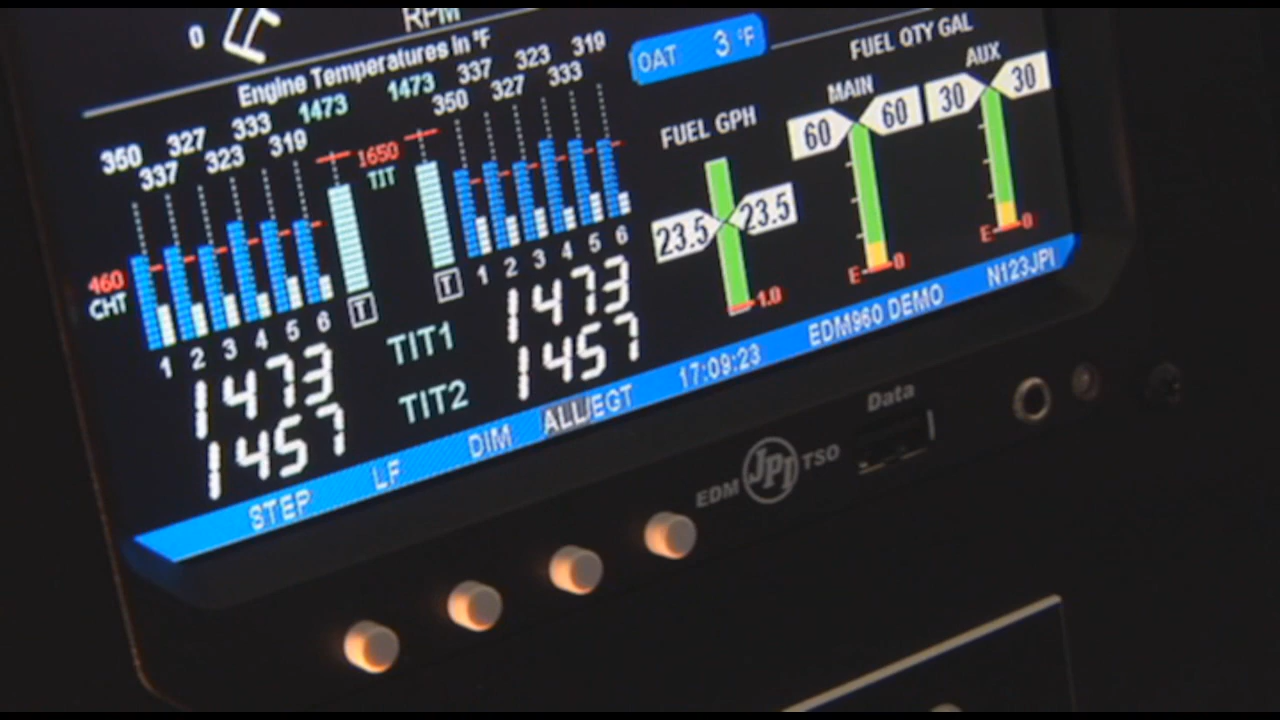 0
RPM
Engine Temperatures in °F
OAT 3 °F
FUEL QTY GAL
350 327 333 1473
337 323 319
1473 337 323 319
350 327 333
1650
TIT
FUEL GPH
MAIN
AUX
60 60
30 30
23.5 23.5
460
CHT
1 2 3 4 5 6 T
T 1 2 3 4 5 6
1.0
E 0
E 0
1473 TIT1 1473
1457 TIT2 1457
STEP LF DIM ALL/EGT 17:09:23 EDM960 DEMO N123JPI
EDM JPI TSO
Data